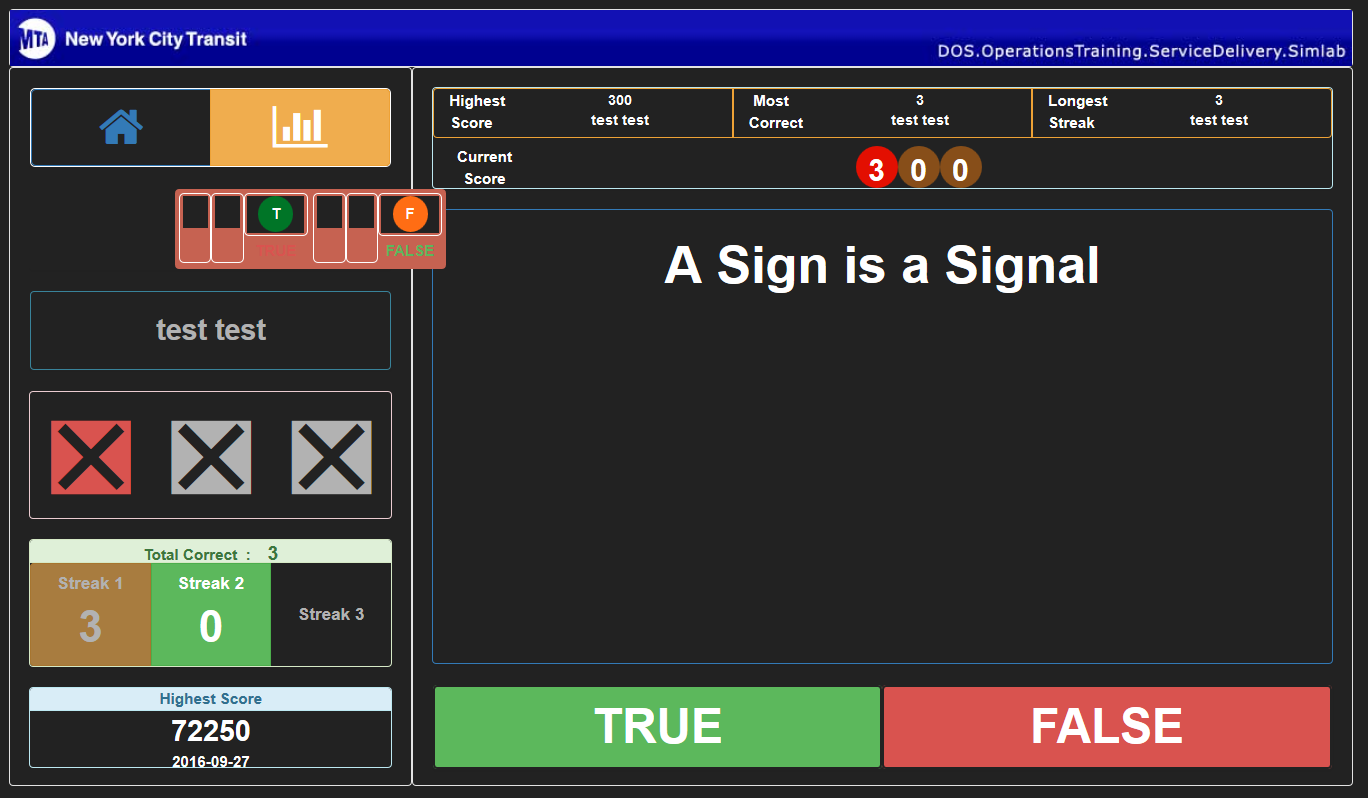 MTA New York City Transit
DOS.OperationsTraining.ServiceDelivery.Simlab
Highest Score 300 test test
Most Correct 3 test test
Longest Streak 3 test test
Current Score 3 0 0
T F
TRUE FALSE
A Sign is a Signal
test test
Total Correct : 3
Streak 1 Streak 2 Streak 3
3 0
Highest Score
72250
2016-09-27
TRUE FALSE